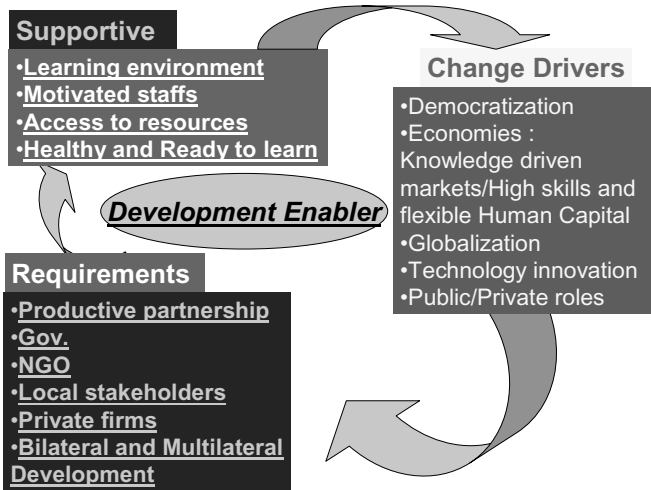 Supportive
•Learning environment
•Motivated staffs
•Access to resources
•Healthy and Ready to learn
Change Drivers
•Democratization
•Economies :
Knowledge driven
markets/High skills and
flexible Human Capital
•Globalization
•Technology innovation
•Public/Private roles
Development Enabler
Requirements
•Productive partnership
•Gov.
•NGO
•Local stakeholders
•Private firms
•Bilateral and Multilateral
Development